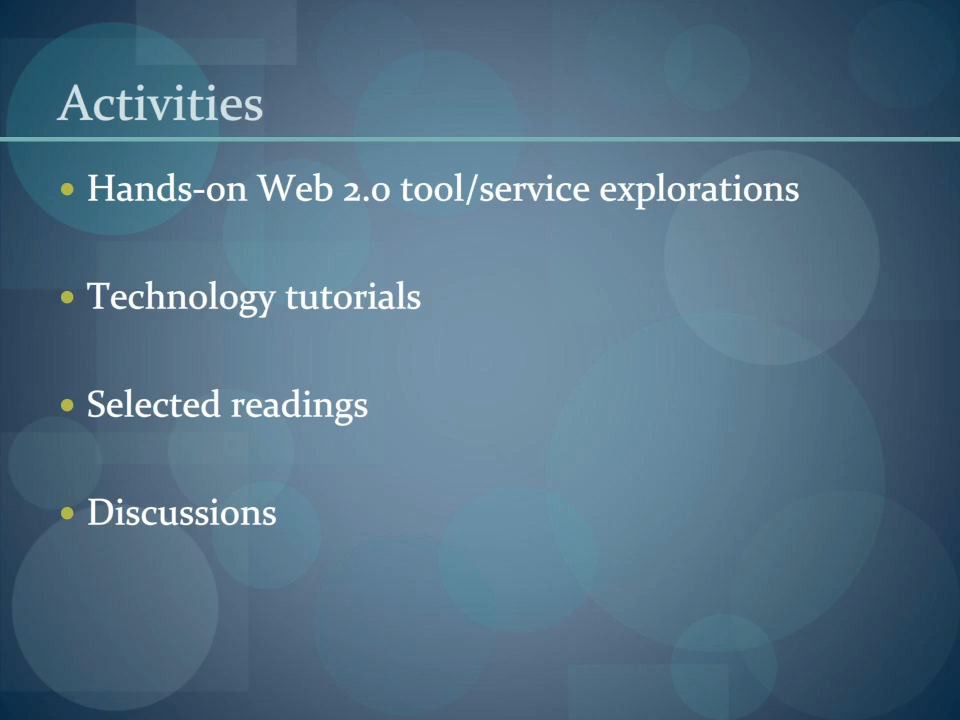 Activities
• Hands-on Web 2.0 tool/service explorations
• Technology tutorials
• Selected readings
• Discussions